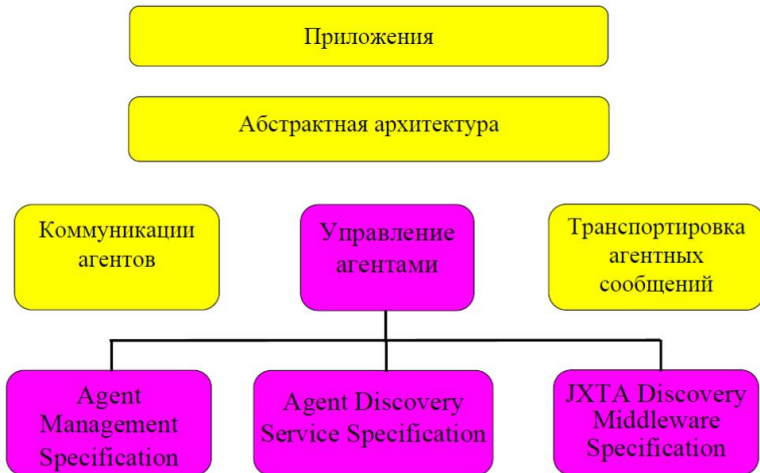 Приложения
Абстрактная архитектура
Коммуникации
агентов
Управление
агентами
Транспортировка
агентных
сообщений
Agent
Management
Specification
Agent Discovery
Service Specification
JXTA Discovery
Middleware
Specification